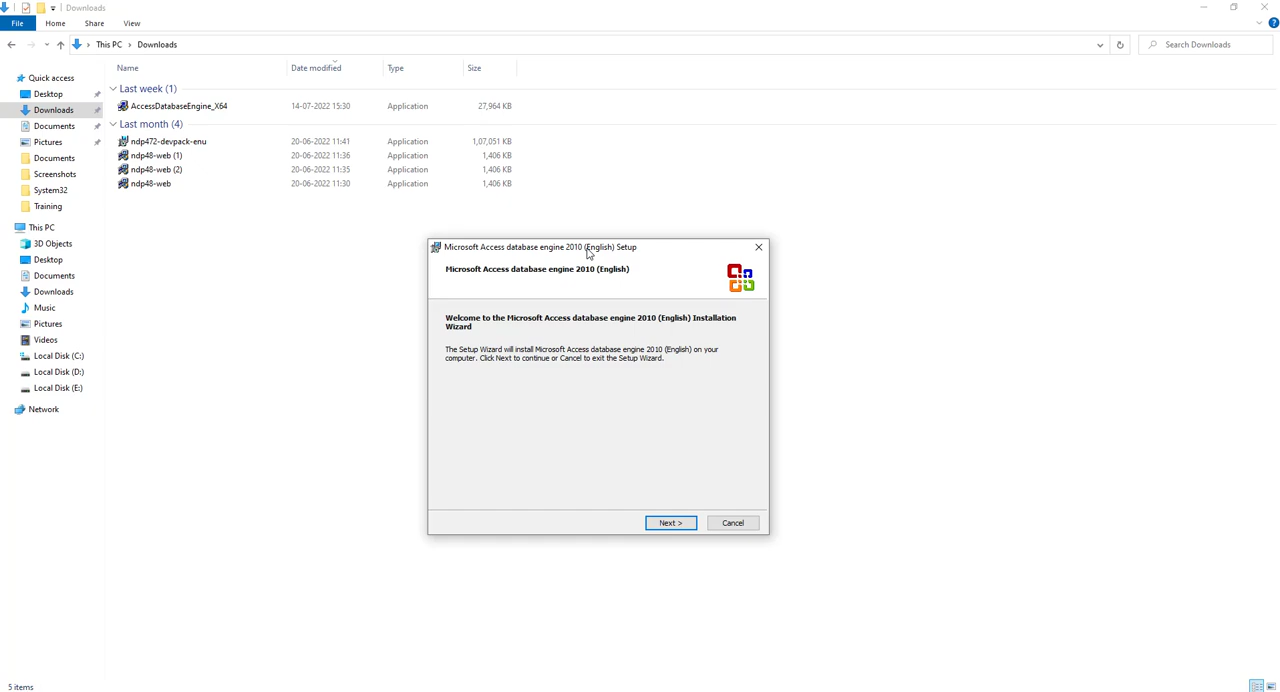 Downloads
File Home Share View
This PC > Downloads Search Downloads
Name Date modified Type Size
Quick access
Desktop
Downloads
Documents
Pictures
Documents
Screenshots
System32
Training
This PC
3D Objects
Desktop
Documents
Downloads
Music
Pictures
Videos
Local Disk (C:)
Local Disk (D:)
Local Disk (E:)
Network
Last week (1)
AccessDatabaseEngine_X64 14-07-2022 15:30 Application 27,964 KB
Last month (4)
ndp472-devpack-enu 20-06-2022 11:41 Application 1,07,051 KB
ndp48-web (1) 20-06-2022 11:36 Application 1,406 KB
ndp48-web (2) 20-06-2022 11:35 Application 1,406 KB
ndp48-web 20-06-2022 11:30 Application 1,406 KB
Microsoft Access database engine 2010 (English) Setup
Microsoft Access database engine 2010 (English)
Welcome to the Microsoft Access database engine 2010 (English) Installation
Wizard
The Setup Wizard will install Microsoft Access database engine 2010 (English) on your
computer. Click Next to continue or Cancel to exit the Setup Wizard.
Next > Cancel
5 items